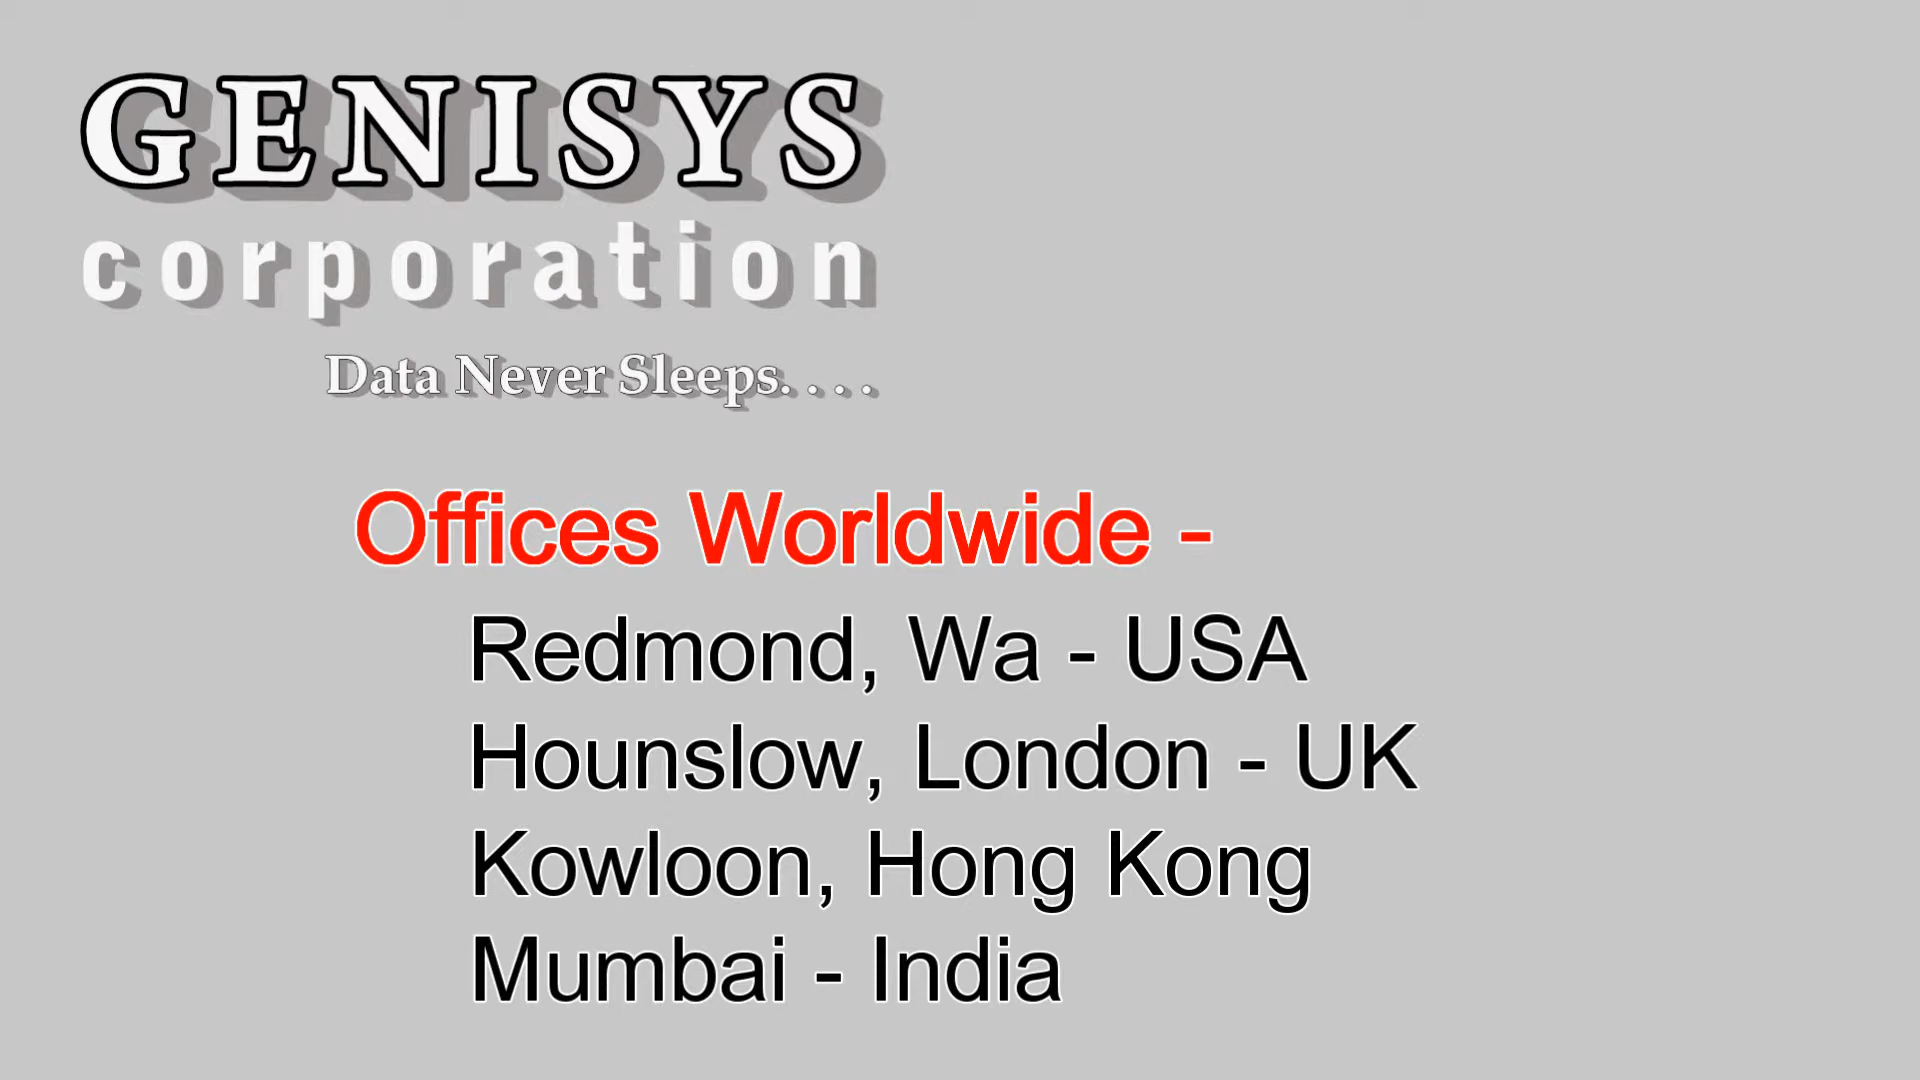 GENISYS
corporation
Data Never Sleeps. . . .
Offices Worldwide -
Redmond, Wa - USA
Hounslow, London - UK
Kowloon, Hong Kong
Mumbai - India